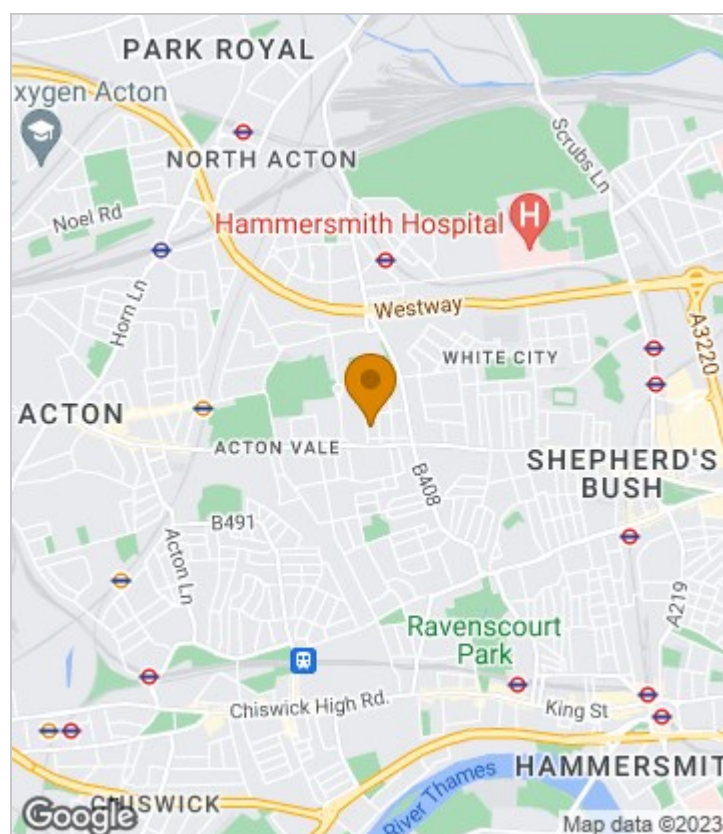 PARK ROYAL
xygen Acton
NORTH ACTON
Scrubs Ln
Noel Rd
Hammersmith Hospital
H
Horn Ln
Westway
A3220
WHITE CITY
ACTON
ACTON VALE
SHEPHERD'S
BUSH
B408
B491
Acton Ln
A219
Ravenscourt
Park
Chiswick High Rd.
King St
HAMMERSMIT
River Thames
CHISWICK
Google
Map data ©2023